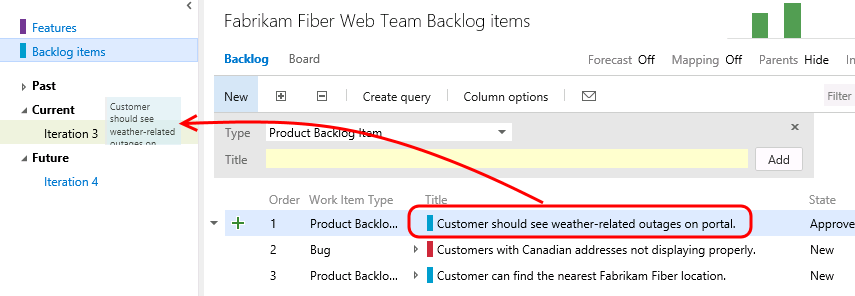 Fabrikam Fiber Web Team Backlog items
Features
Backlog items
Past
Current
Iteration 3
Customer
should see
weather-related
outages on
Future
Iteration 4
Backlog Board
Forecast Off Mapping Off Parents Hide In
New Create query Column options Filter
Type Product Backlog Item
Title Add
Order Work Item Type Title State
1 Product Backlo... Customer should see weather-related outages on portal. Approve
2 Bug Customers with Canadian addresses not displaying properly. New
3 Product Backlo... Customer can find the nearest Fabrikam Fiber location. New